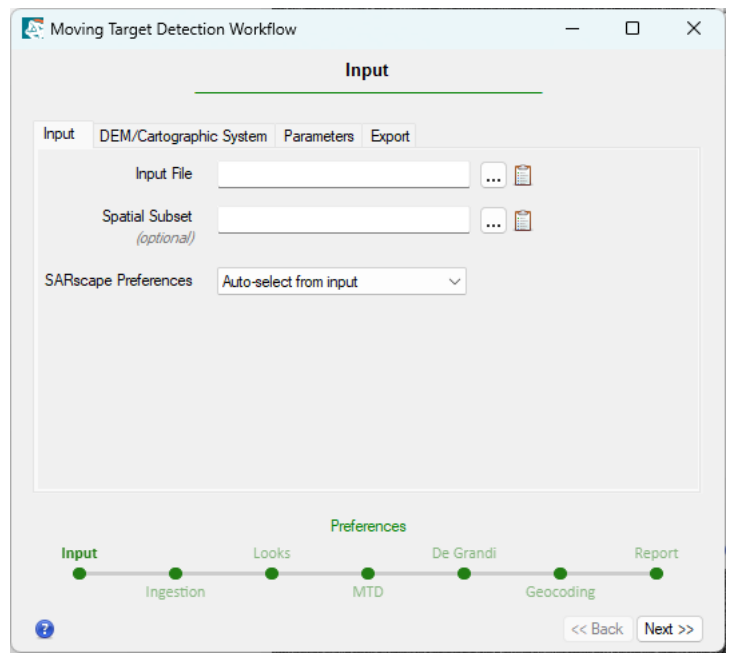 Moving Target Detection Workflow
Input
Input DEM/Cartographic System Parameters Export
Input File ...
Spatial Subset ...
(optional)
SARscape Preferences Auto-select from input
Preferences
Input Looks De Grandi Report
Ingestion MTD Geocoding
? << Back Next >>